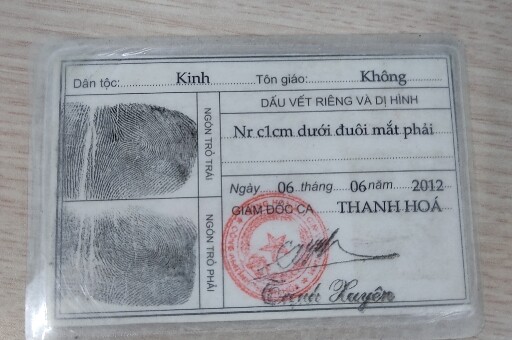 Dân tộc: Kinh Tôn giáo: Không
NGÓN TRỎ TRÁI
DẤU VẾT RIÊNG VÀ DỊ HÌNH
Nr c1cm dưới đuôi mắt phải
Ngày 06 tháng 06 năm 2012
NGÓN TRỎ PHẢI
GIÁM ĐỐC CA THANH HOÁ
Xuyên